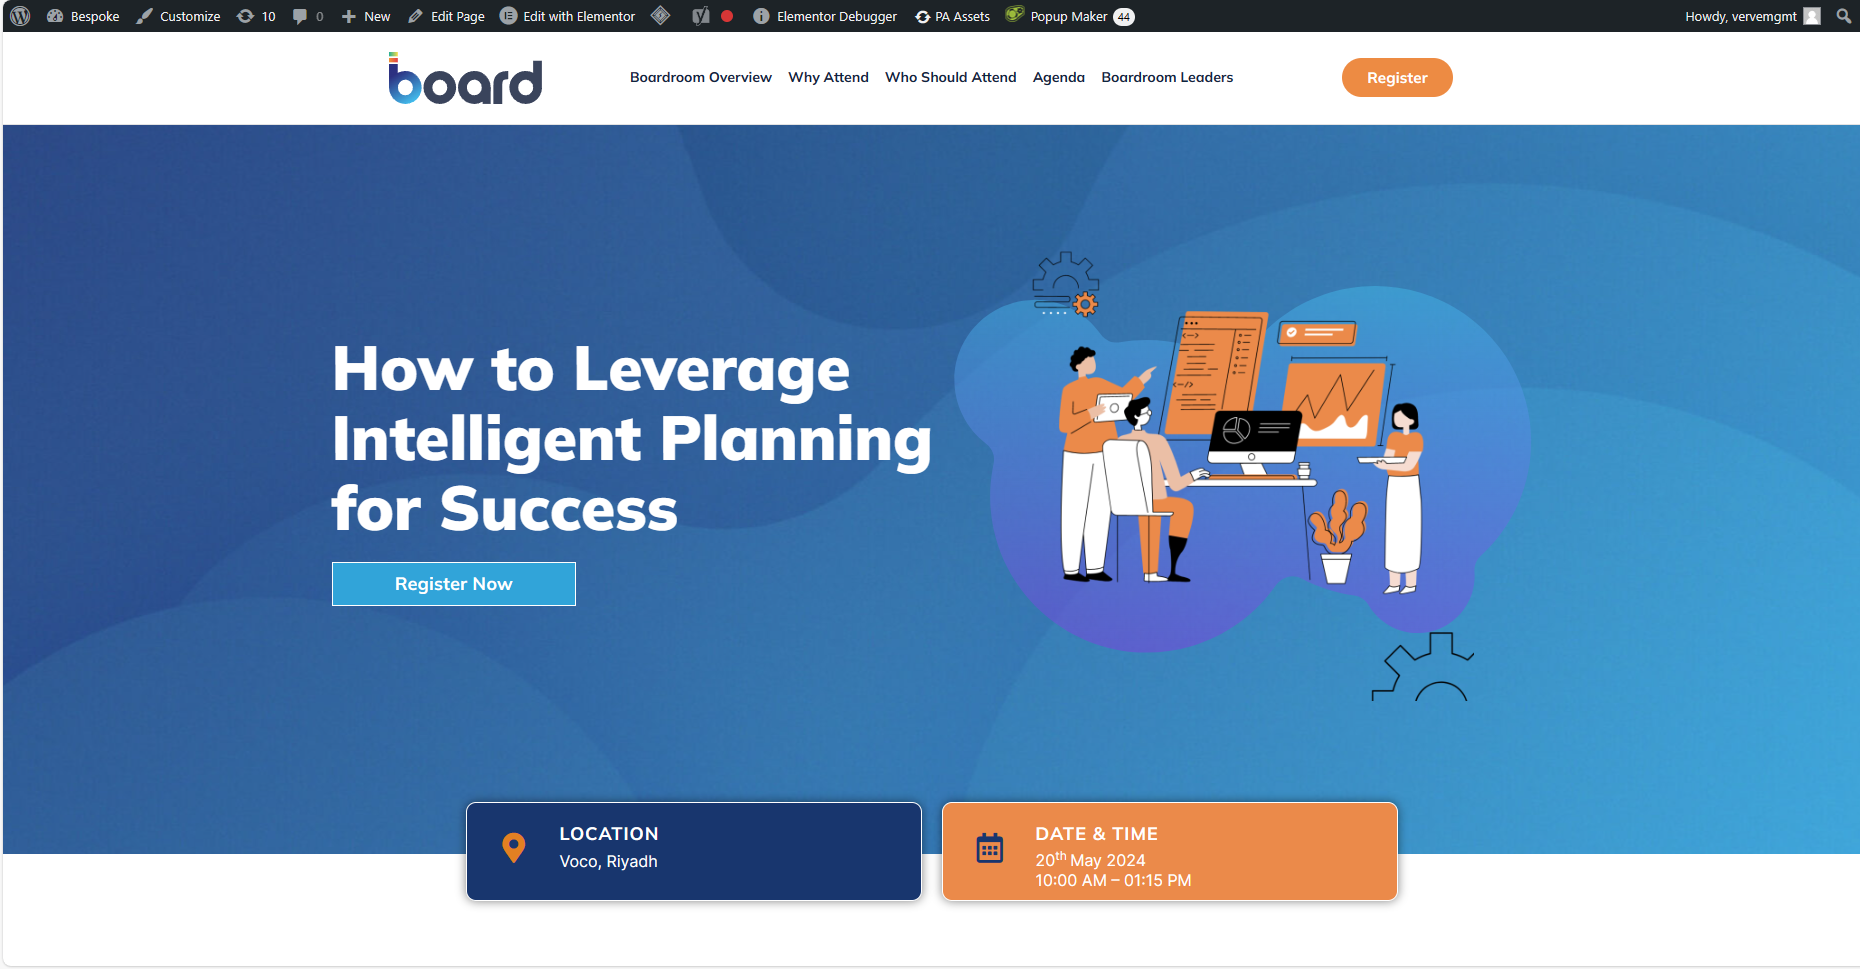 Bespoke Customize 10 0 New Edit Page Edit with Elementor Elementor Debugger PA Assets Popup Maker 44 Howdy, vervemgmt
board Boardroom Overview Why Attend Who Should Attend Agenda Boardroom Leaders Register
How to Leverage
Intelligent Planning
for Success
Register Now
LOCATION
Voco, Riyadh
DATE & TIME
20th May 2024
10:00 AM – 01:15 PM